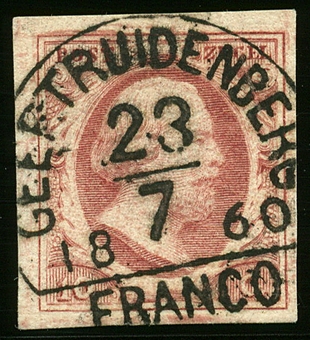 GEERTRUIDENBERG
23
7
18 60
FRANCO